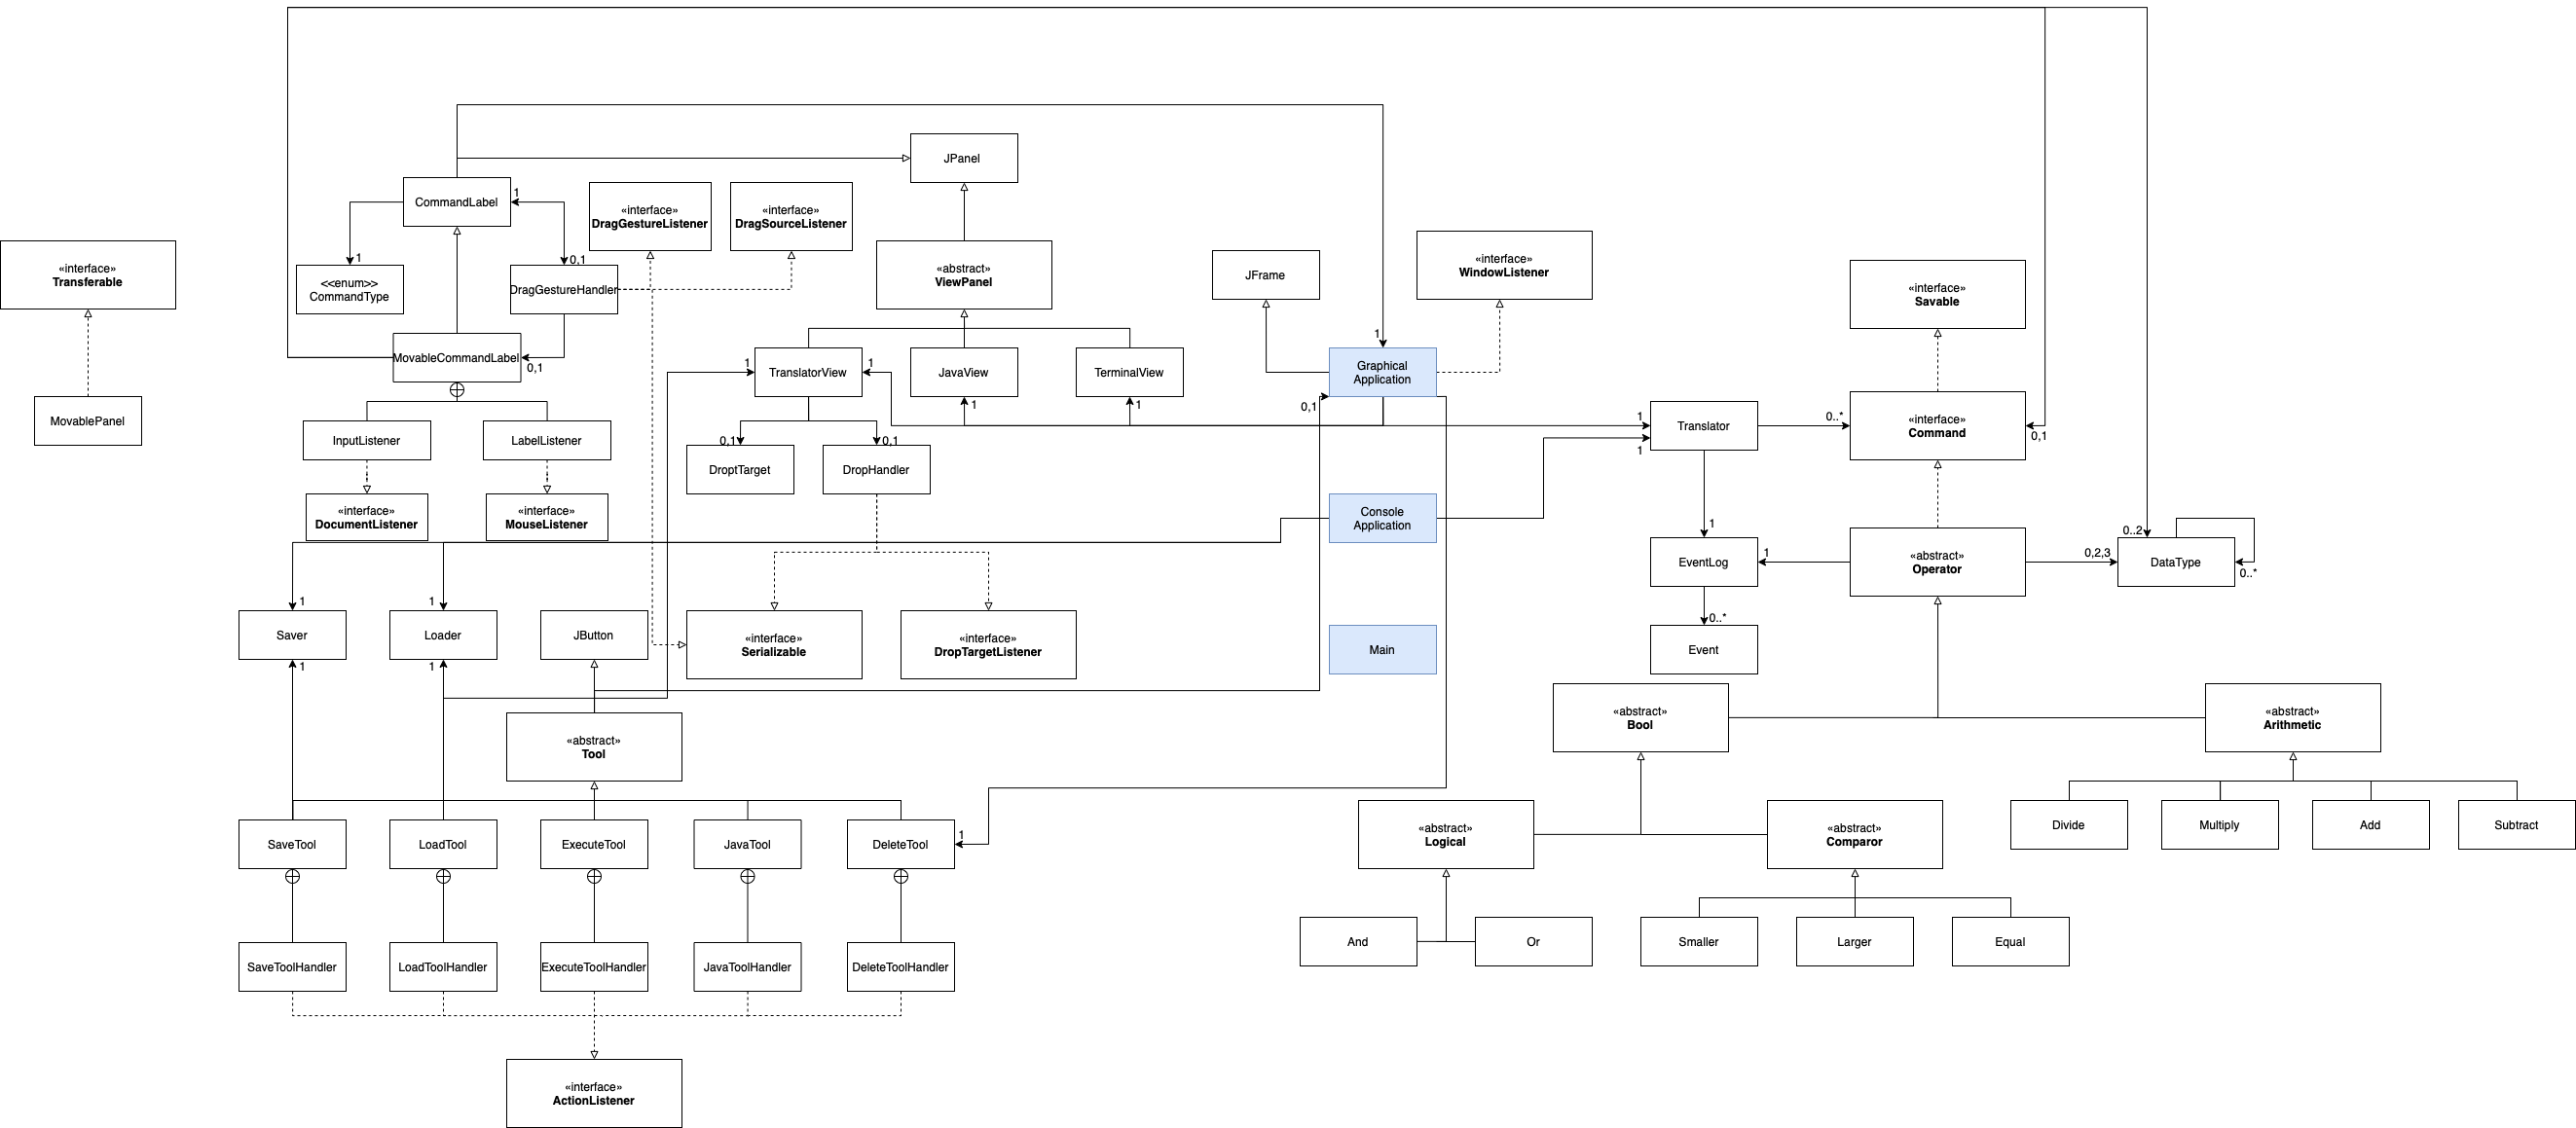 JPanel
CommandLabel
1
«interface»
DragGestureListener
«interface»
DragSourceListener
«interface»
Transferable
1
<<enum>>
CommandType
0,1
DragGestureHandler
«abstract»
ViewPanel
JFrame
«interface»
WindowListener
«interface»
Savable
1
MovableCommandLabel
0,1
1
TranslatorView
1
JavaView
TerminalView
Graphical
Application
MovablePanel
InputListener
LabelListener
0,1
0,1
1
1
0,1
1
Translator
1
0..*
«interface»
Command
0,1
DroptTarget
DropHandler
«interface»
DocumentListener
«interface»
MouseListener
Console
Application
1
EventLog
1
«abstract»
Operator
0,2,3
0..2
DataType
0..*
1
Saver
1
1
Loader
1
JButton
«interface»
Serializable
«interface»
DropTargetListener
Main
0..*
Event
«abstract»
Tool
«abstract»
Bool
«abstract»
Arithmetic
SaveTool
LoadTool
ExecuteTool
JavaTool
DeleteTool
1
«abstract»
Logical
«abstract»
Comparor
Divide
Multiply
Add
Subtract
SaveToolHandler
LoadToolHandler
ExecuteToolHandler
JavaToolHandler
DeleteToolHandler
And
Or
Smaller
Larger
Equal
«interface»
ActionListener